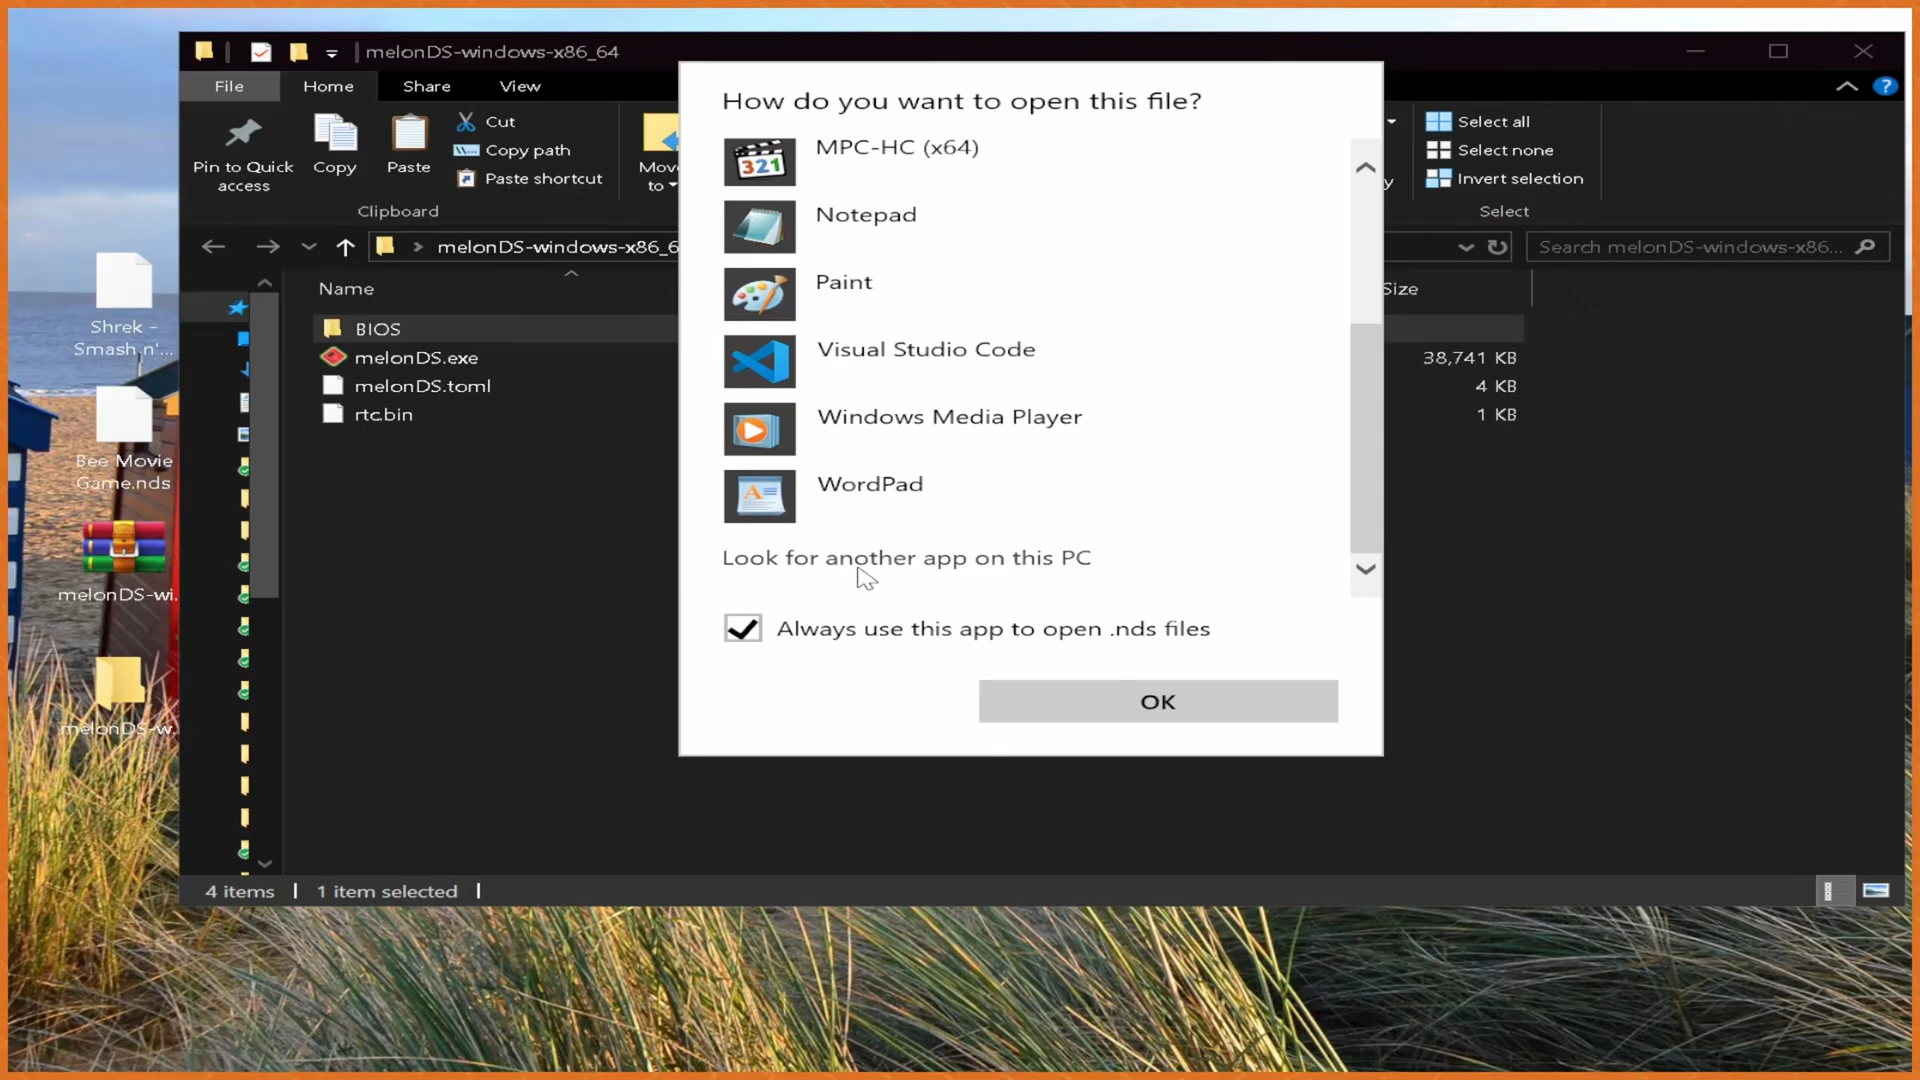 melonDS-windows-x86_64
File
Home
Share
View
Pin to Quick
access
Copy
Paste
Cut
Copy path
Paste shortcut
Clipboard
Move
to
y
Select all
Select none
Invert selection
Select
melonDS-windows-x86_6
Search melonDS-windows-x86...
Name
Size
BIOS
melonDS.exe
38,741 KB
melonDS.toml
4 KB
rtc.bin
1 KB
4 items
1 item selected
Shrek -
Smash n'...
Bee Movie
Game.nds
melonDS-wi.
melonDS-w.
How do you want to open this file?
321
MPC-HC (x64)
Notepad
Paint
Visual Studio Code
Windows Media Player
A
WordPad
Look for another app on this PC
Always use this app to open .nds files
OK
?